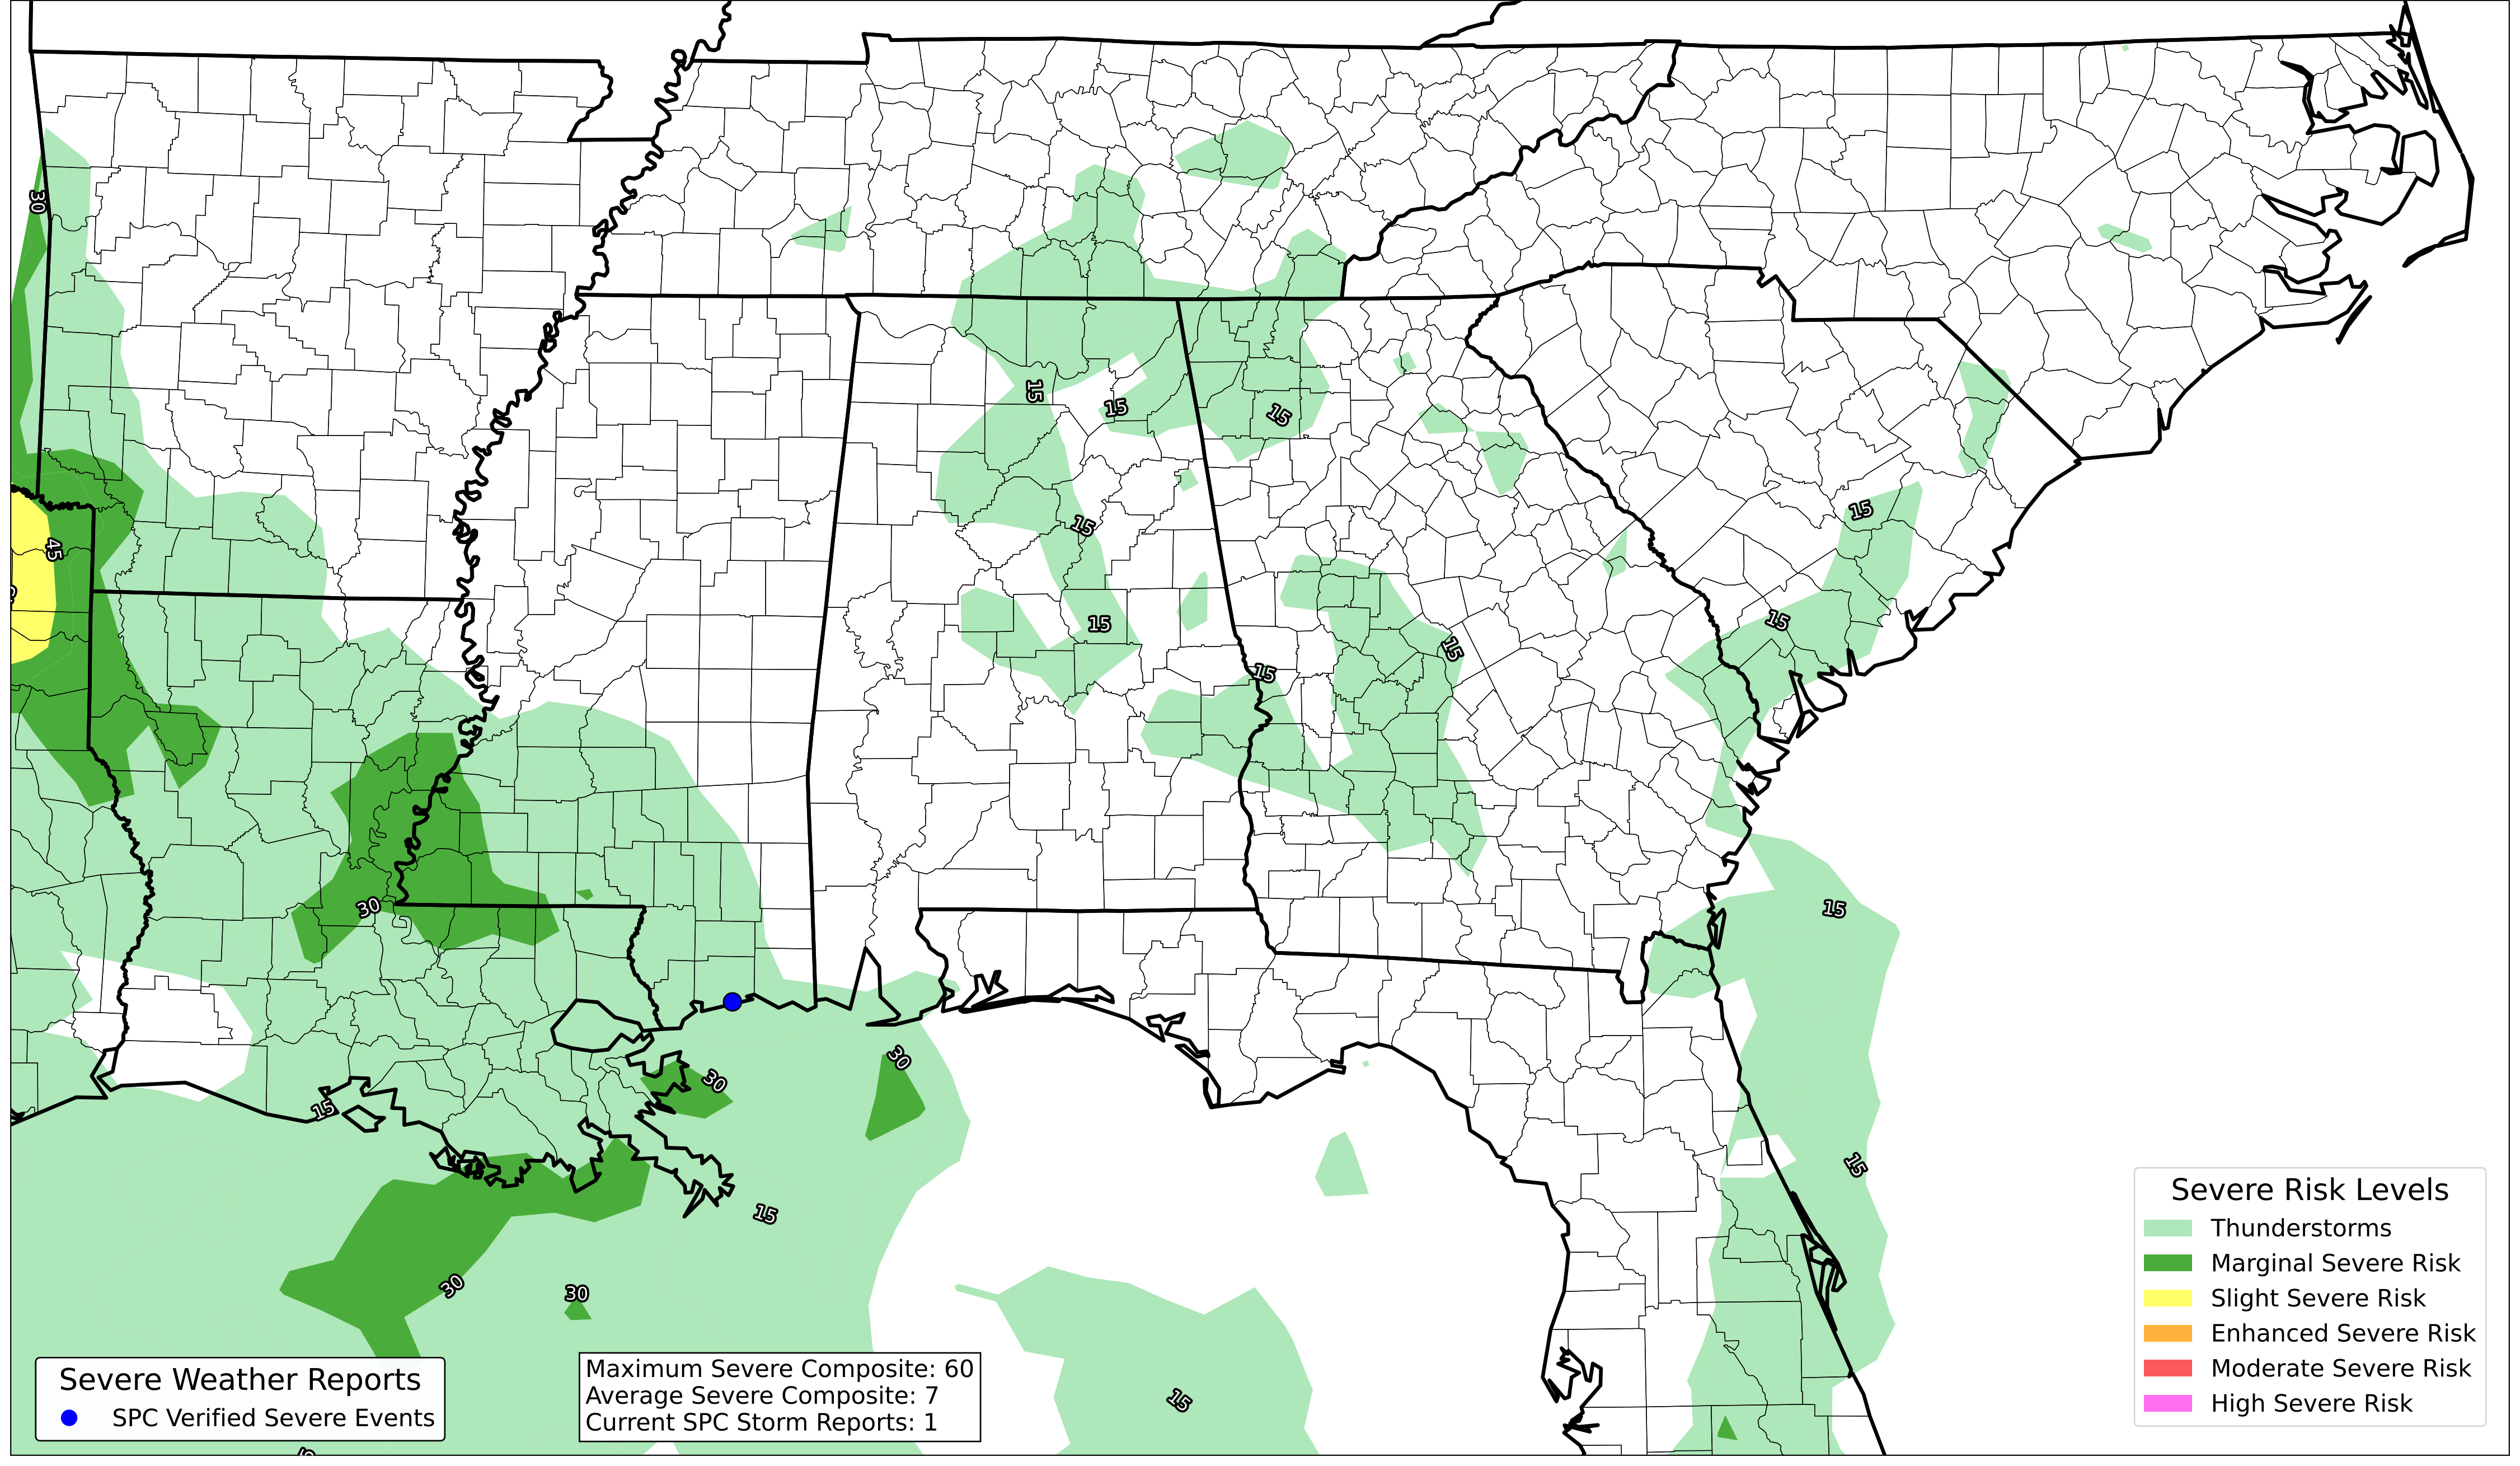 30
15
15
15
15
45
15
15
15
15
15
15
30
15
30
30
15
15
15
30
30
15
Severe Risk Levels
Thunderstorms
Marginal Severe Risk
Slight Severe Risk
Enhanced Severe Risk
Moderate Severe Risk
High Severe Risk
Severe Weather Reports
SPC Verified Severe Events
Maximum Severe Composite: 60
Average Severe Composite: 7
Current SPC Storm Reports: 1